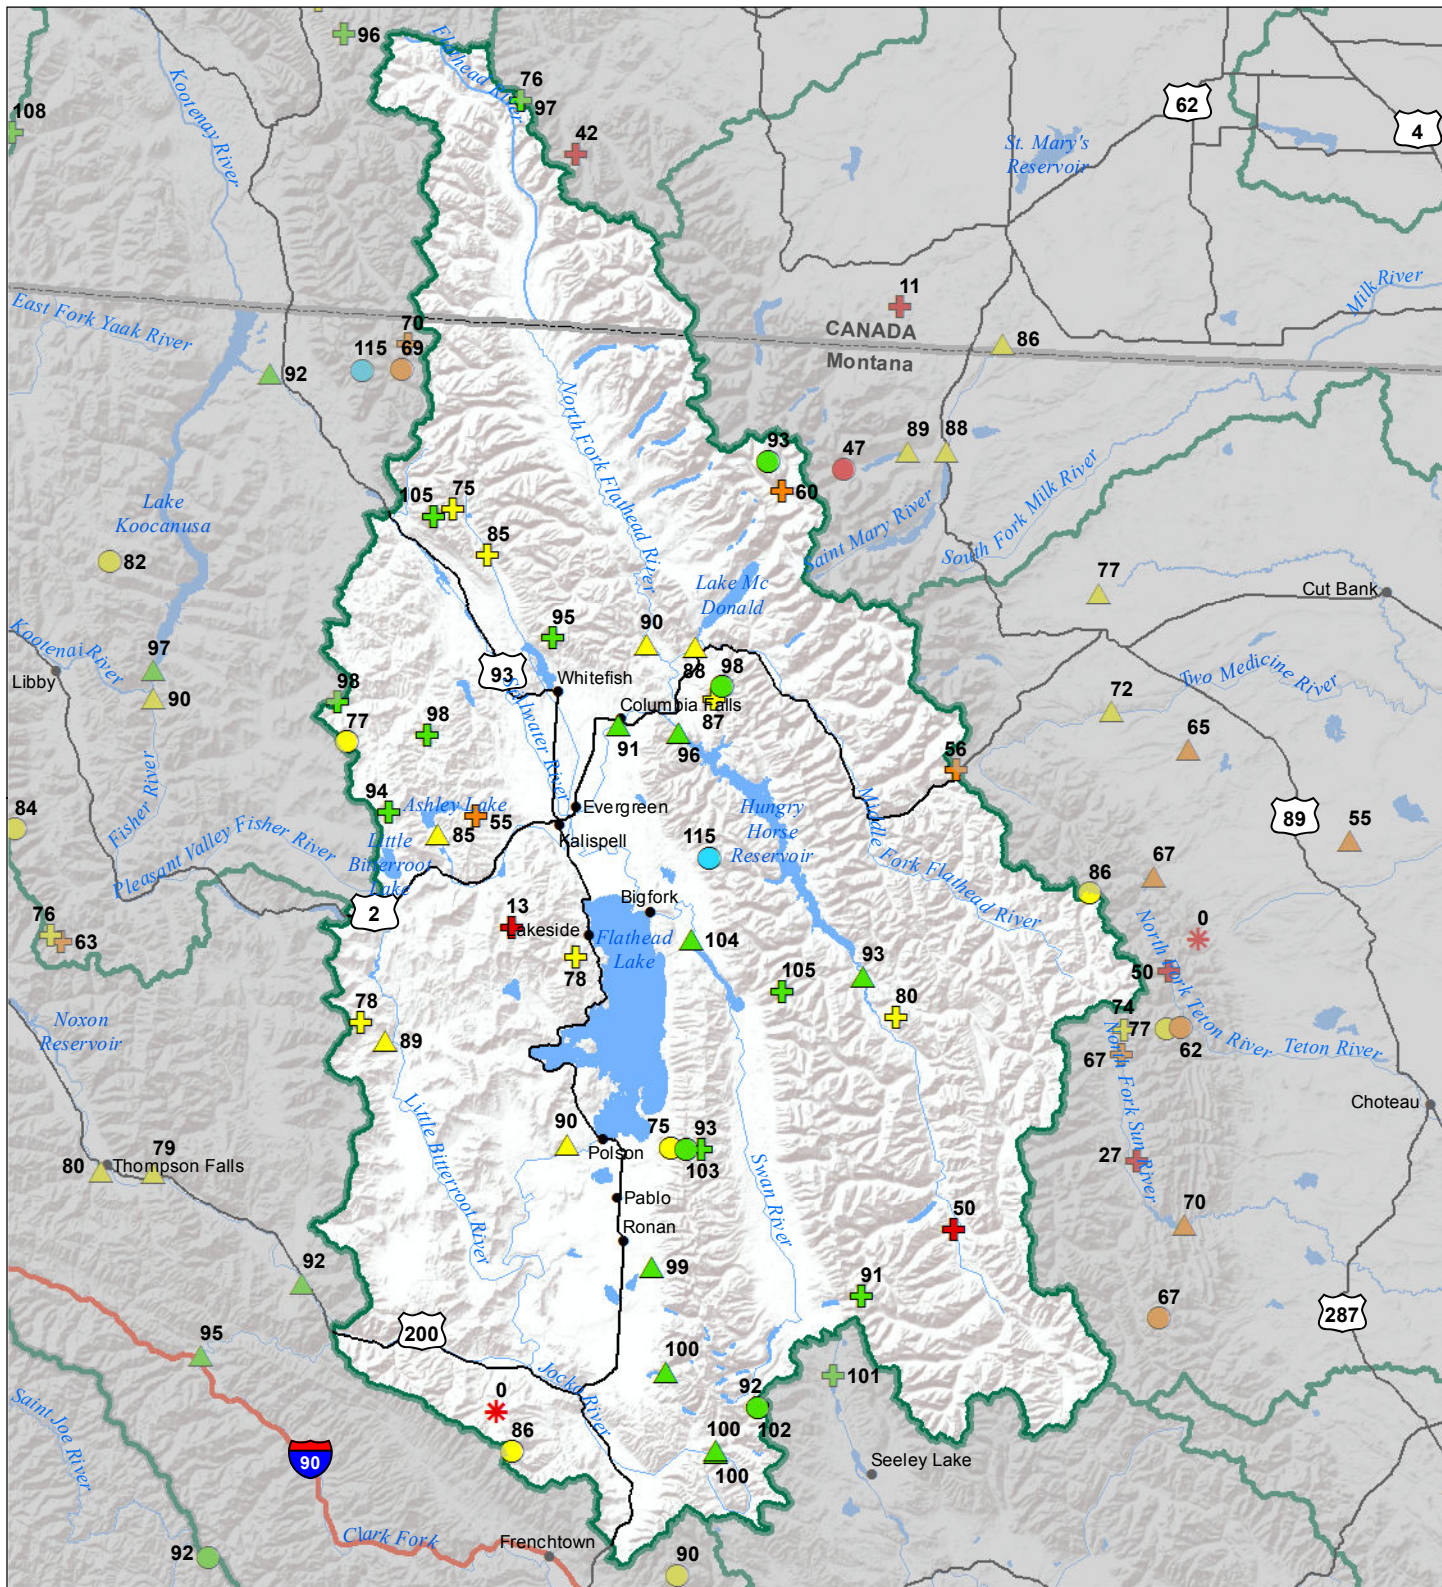 96
76
97
108
42
Flathead River
Kootenay River
62
4
St. Mary's
Reservoir
11
CANADA
Montana
86
Milk River
East Fork Yaak River
70
115
69
92
North Fork Flathead River
93
47
89
88
60
Saint Mary River
South Fork Milk River
105
75
85
Lake
Koocanusa
82
Lake Mc
Donald
77
Cut Bank
95
90
88
98
87
Kootenai River
Libby
97
90
93
Whitefish
Stillwater River
Columbia Falls
91
96
98
77
98
72
Two Medicine River
65
56
Fisher River
Pleasant Valley Fisher River
84
94
Ashley Lake
55
85
Little
Bitterroot
Lake
Evergreen
Kalispell
115
Hungry
Horse
Reservoir
Middle Fork Flathead River
89
55
67
86
2
76
63
13
Lakeside
Bigfork
Flathead
Lake
78
104
105
93
80
0
50
North Fork Teton River
Teton River
74
77
62
67
North Fork Sun River
78
89
Noxon
Reservoir
Little Bitterroot River
Choteau
90
Polson
75
93
103
Swan River
27
70
80
79
Thompson Falls
Pablo
Ronan
50
99
91
92
67
287
200
95
100
Jocko River
101
92
102
0
86
100
100
Seeley Lake
Saint Joe River
90
Clark Fork
Frenchtown
92
90